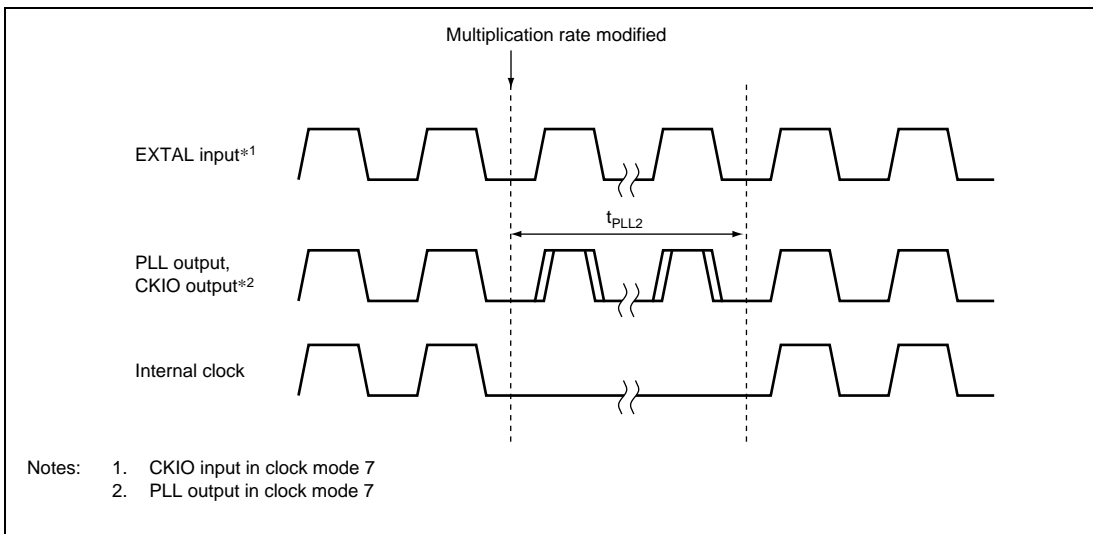 Multiplication rate modified
EXTAL input*1
tPLL2
PLL output,
CKIO output*2
Internal clock
Notes: 1. CKIO input in clock mode 7
2. PLL output in clock mode 7